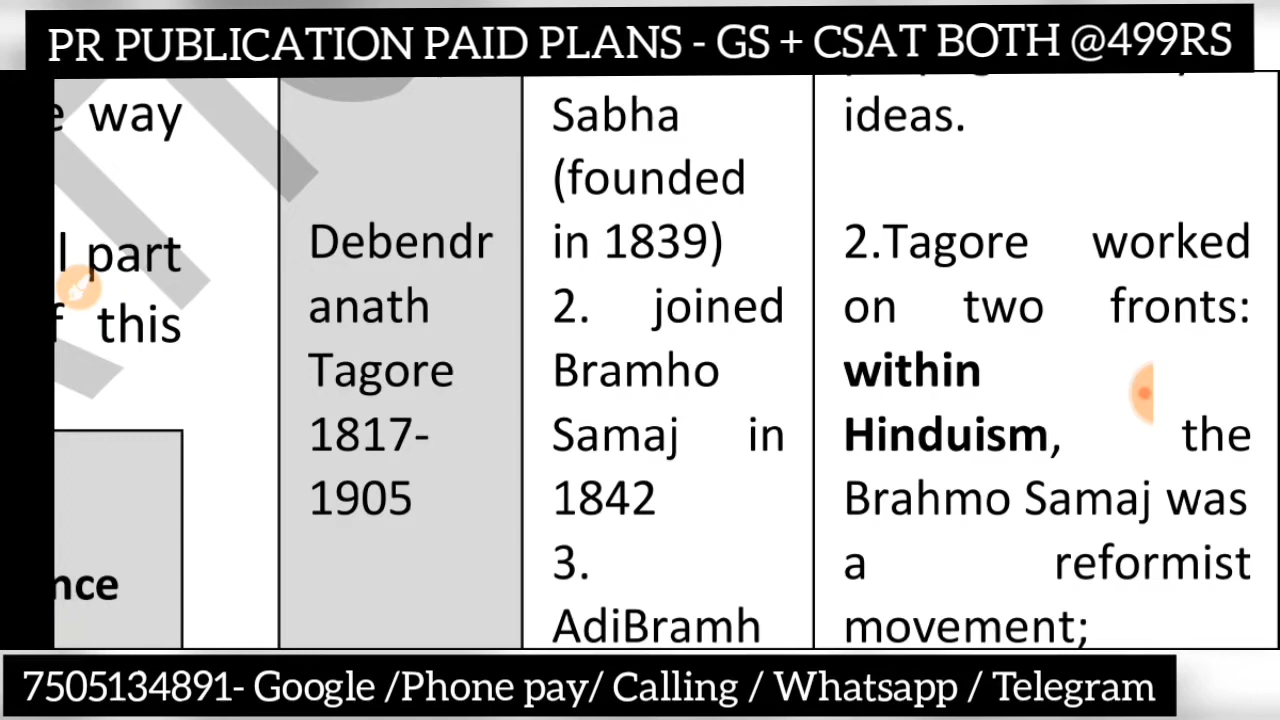 PR PUBLICATION PAID PLANS - GS + CSAT BOTH @499RS
way
part
this
Debendr
anath
Tagore
1817-
1905
Sabha
(founded
in 1839)
2. joined
Bramho
Samaj in
1842
3.
AdiBramh
ideas.
2.Tagore worked
on two fronts:
within
Hinduism, the
Brahmo Samaj was
a reformist
movement;
7505134891- Google /Phone pay/ Calling / Whatsapp / Telegram